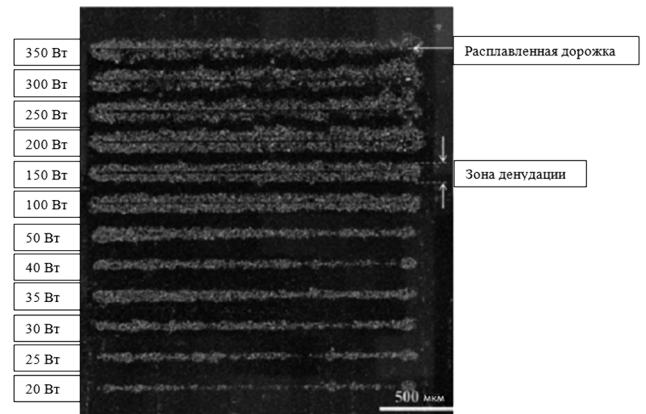 350 Вт
Расплавленная дорожка
300 Вт
250 Вт
200 Вт
150 Вт
Зона денудации
100 Вт
50 Вт
40 Вт
35 Вт
30 Вт
25 Вт
20 Вт
500 мкм